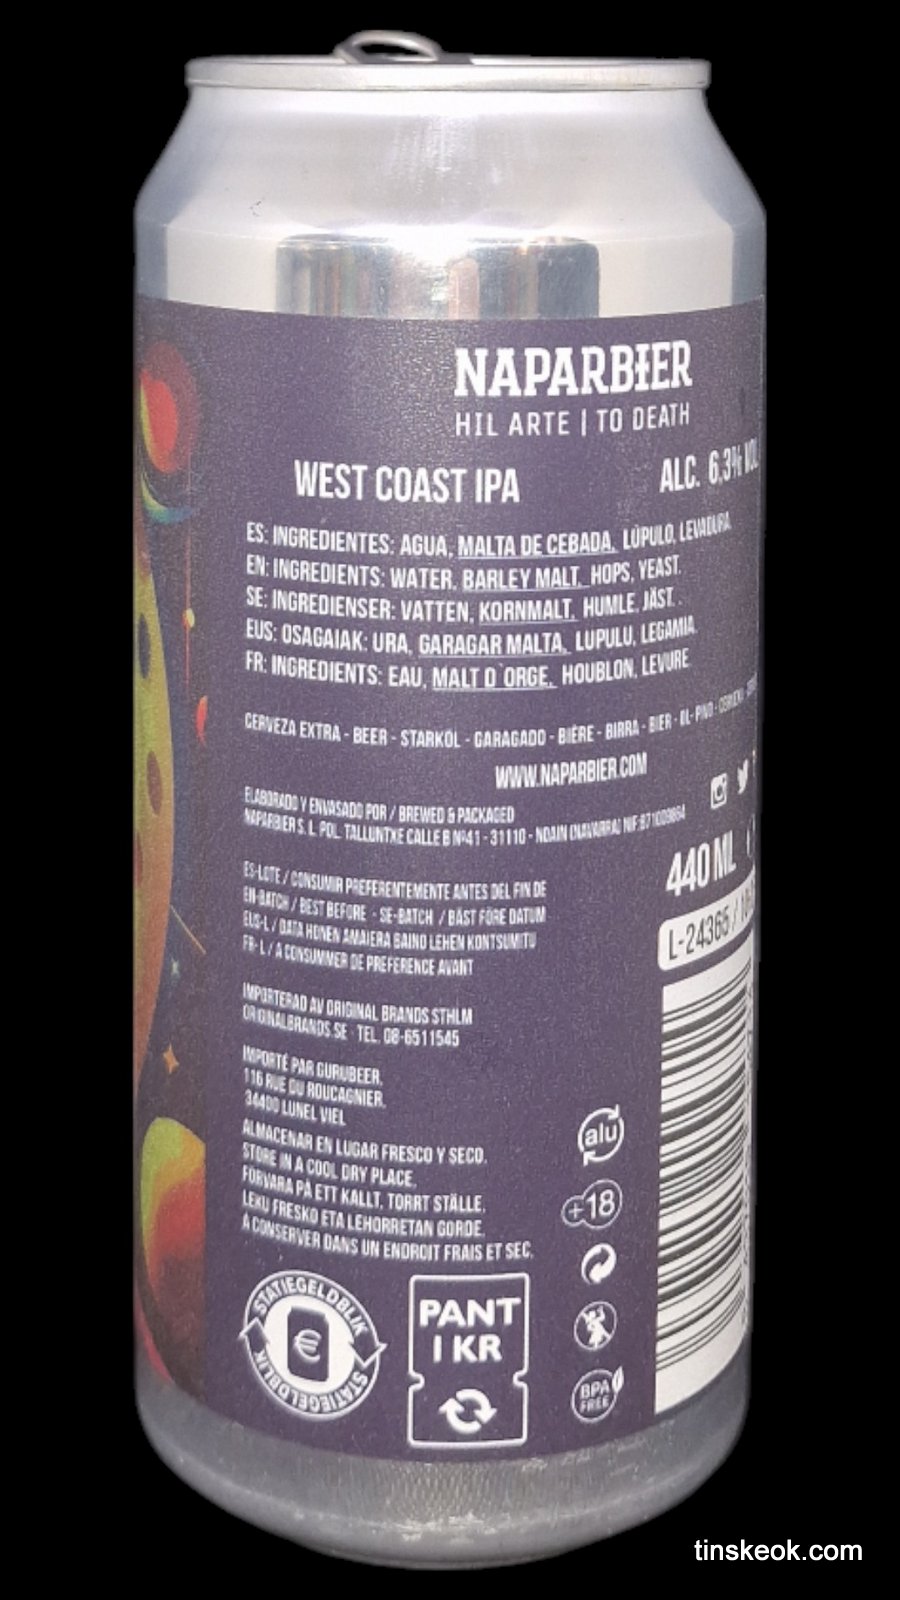 NAPARBIER
HIL ARTE | TO DEATH
WEST COAST IPA
ALC. 6,3% VOL
ES: INGREDIENTES: AGUA, MALTA DE CEBADA, LÚPULO, LEVADURA.
EN: INGREDIENTS: WATER, BARLEY MALT, HOPS, YEAST.
SE: INGREDIENSER: VATTEN, KORNMALT, HUMLE, JÄST. .
EUS: OSAGAIAK: URA, GARAGAR MALTA, LUPULU, LEGAMIA.
FR: INGREDIENTS: EAU, MALT D´ORGE, HOUBLON, LEVURE.
CERVEZA EXTRA - BEER - STARKÖL - GARAGADO - BIÈRE - BIRRA - BIER - ØL - PIVO -
WWW.NAPARBIER.COM
ELABORADO Y ENVASADO POR / BREWED & PACKAGED
NAPARBIER S. L. POL. TALLUNTXE CALLE B Nº41 - 31110 - NOAIN (NAVARRA) NIF: B71009864
440 ML
L-24365 /
ES-LOTE / CONSUMIR PREFERENTEMENTE ANTES DEL FIN DE
EN-BATCH / BEST BEFORE - SE-BATCH / BÄST FÖRE DATUM
EUS-L / DATA HONEN AMAIERA BAINO LEHEN KONTSUMITU
FR- L / À CONSUMMER DE PREFERENCE AVANT
IMPORTERAD AV ORIGINAL BRANDS STHLM
ORIGINALBRANDS.SE TEL. 08-6511545
IMPORTÉ PAR GURUBEER,
116 RUE DU ROUCAGNIER,
34400 LUNEL VIEL
ALMACENAR EN LUGAR FRESCO Y SECO.
STORE IN A COOL DRY PLACE.
FÖRVARA PÅ ETT KALLT, TORRT STÄLLE.
LEKU FRESKO ETA LEHORRETAN GORDE.
À CONSERVER DANS UN ENDROIT FRAIS ET SEC.
alu
+18
STATIEGELDBLIK
€
STATIEGELDBLIK
PANT
1 KR
BPA
FREE
tinskeok.com